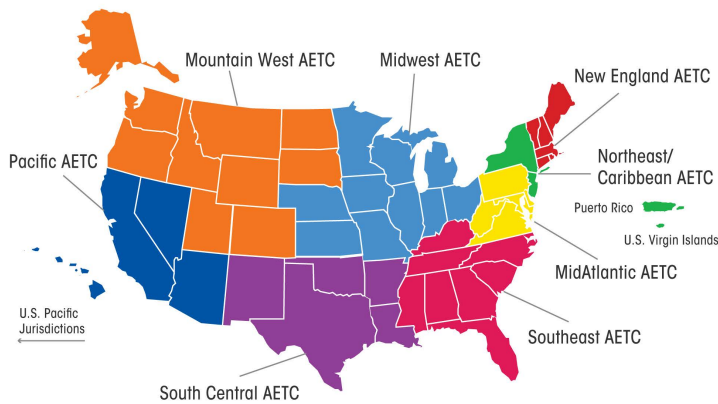 Mountain West AETC
Midwest AETC
New England AETC
Pacific AETC
Northeast/
Caribbean AETC
Puerto Rico
U.S. Virgin Islands
MidAtlantic AETC
U.S. Pacific
Jurisdictions
Southeast AETC
South Central AETC